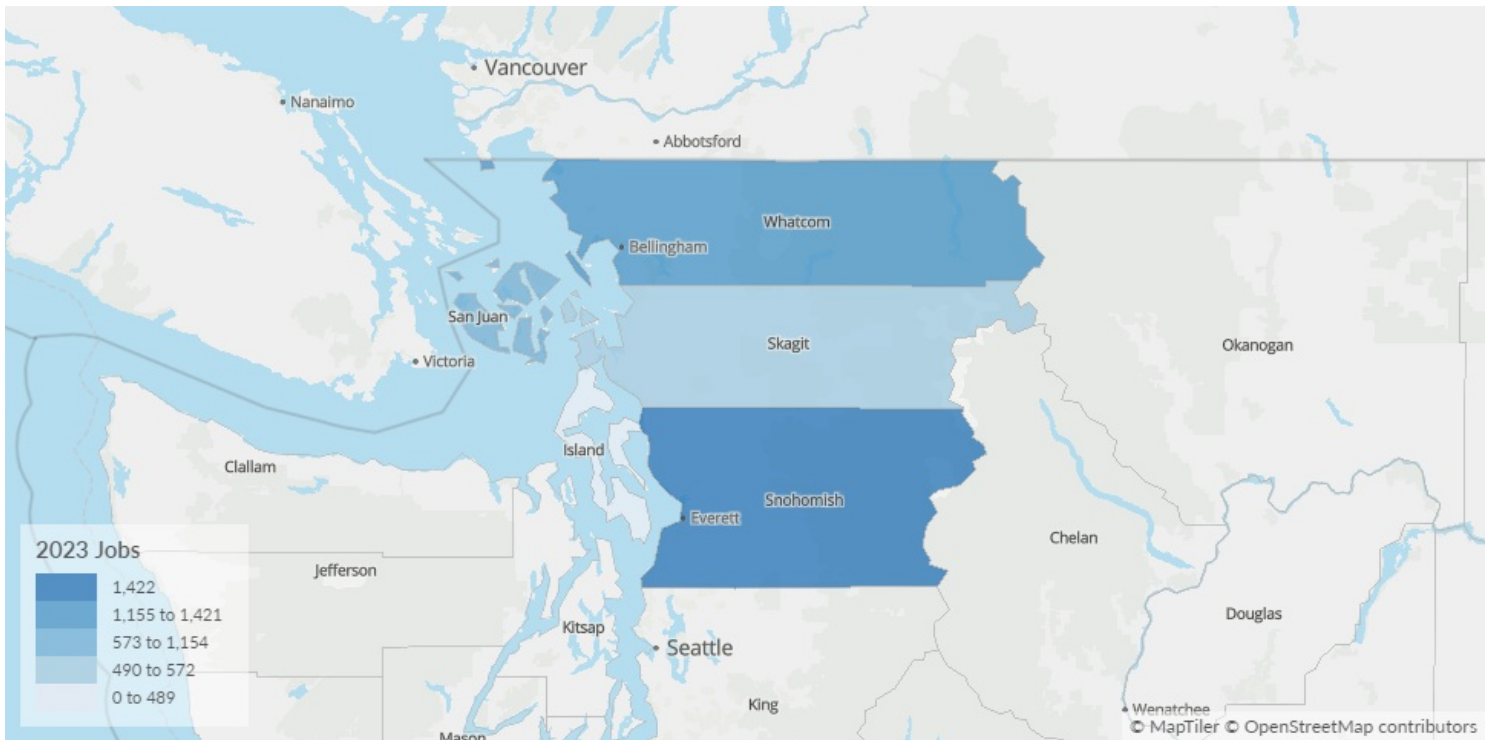 Vancouver
Nanaimo
Abbotsford
Whatcom
Bellingham
San Juan
Skagit
Okanogan
Victoria
Island
Clallam
Snohomish
Everett
Chelan
2023 Jobs
1,422
1,155 to 1,421
573 to 1,154
490 to 572
0 to 489
Jefferson
Kitsap
Douglas
Seattle
King
Wenatchee
Mason
© MapTiler © OpenStreetMap contributors